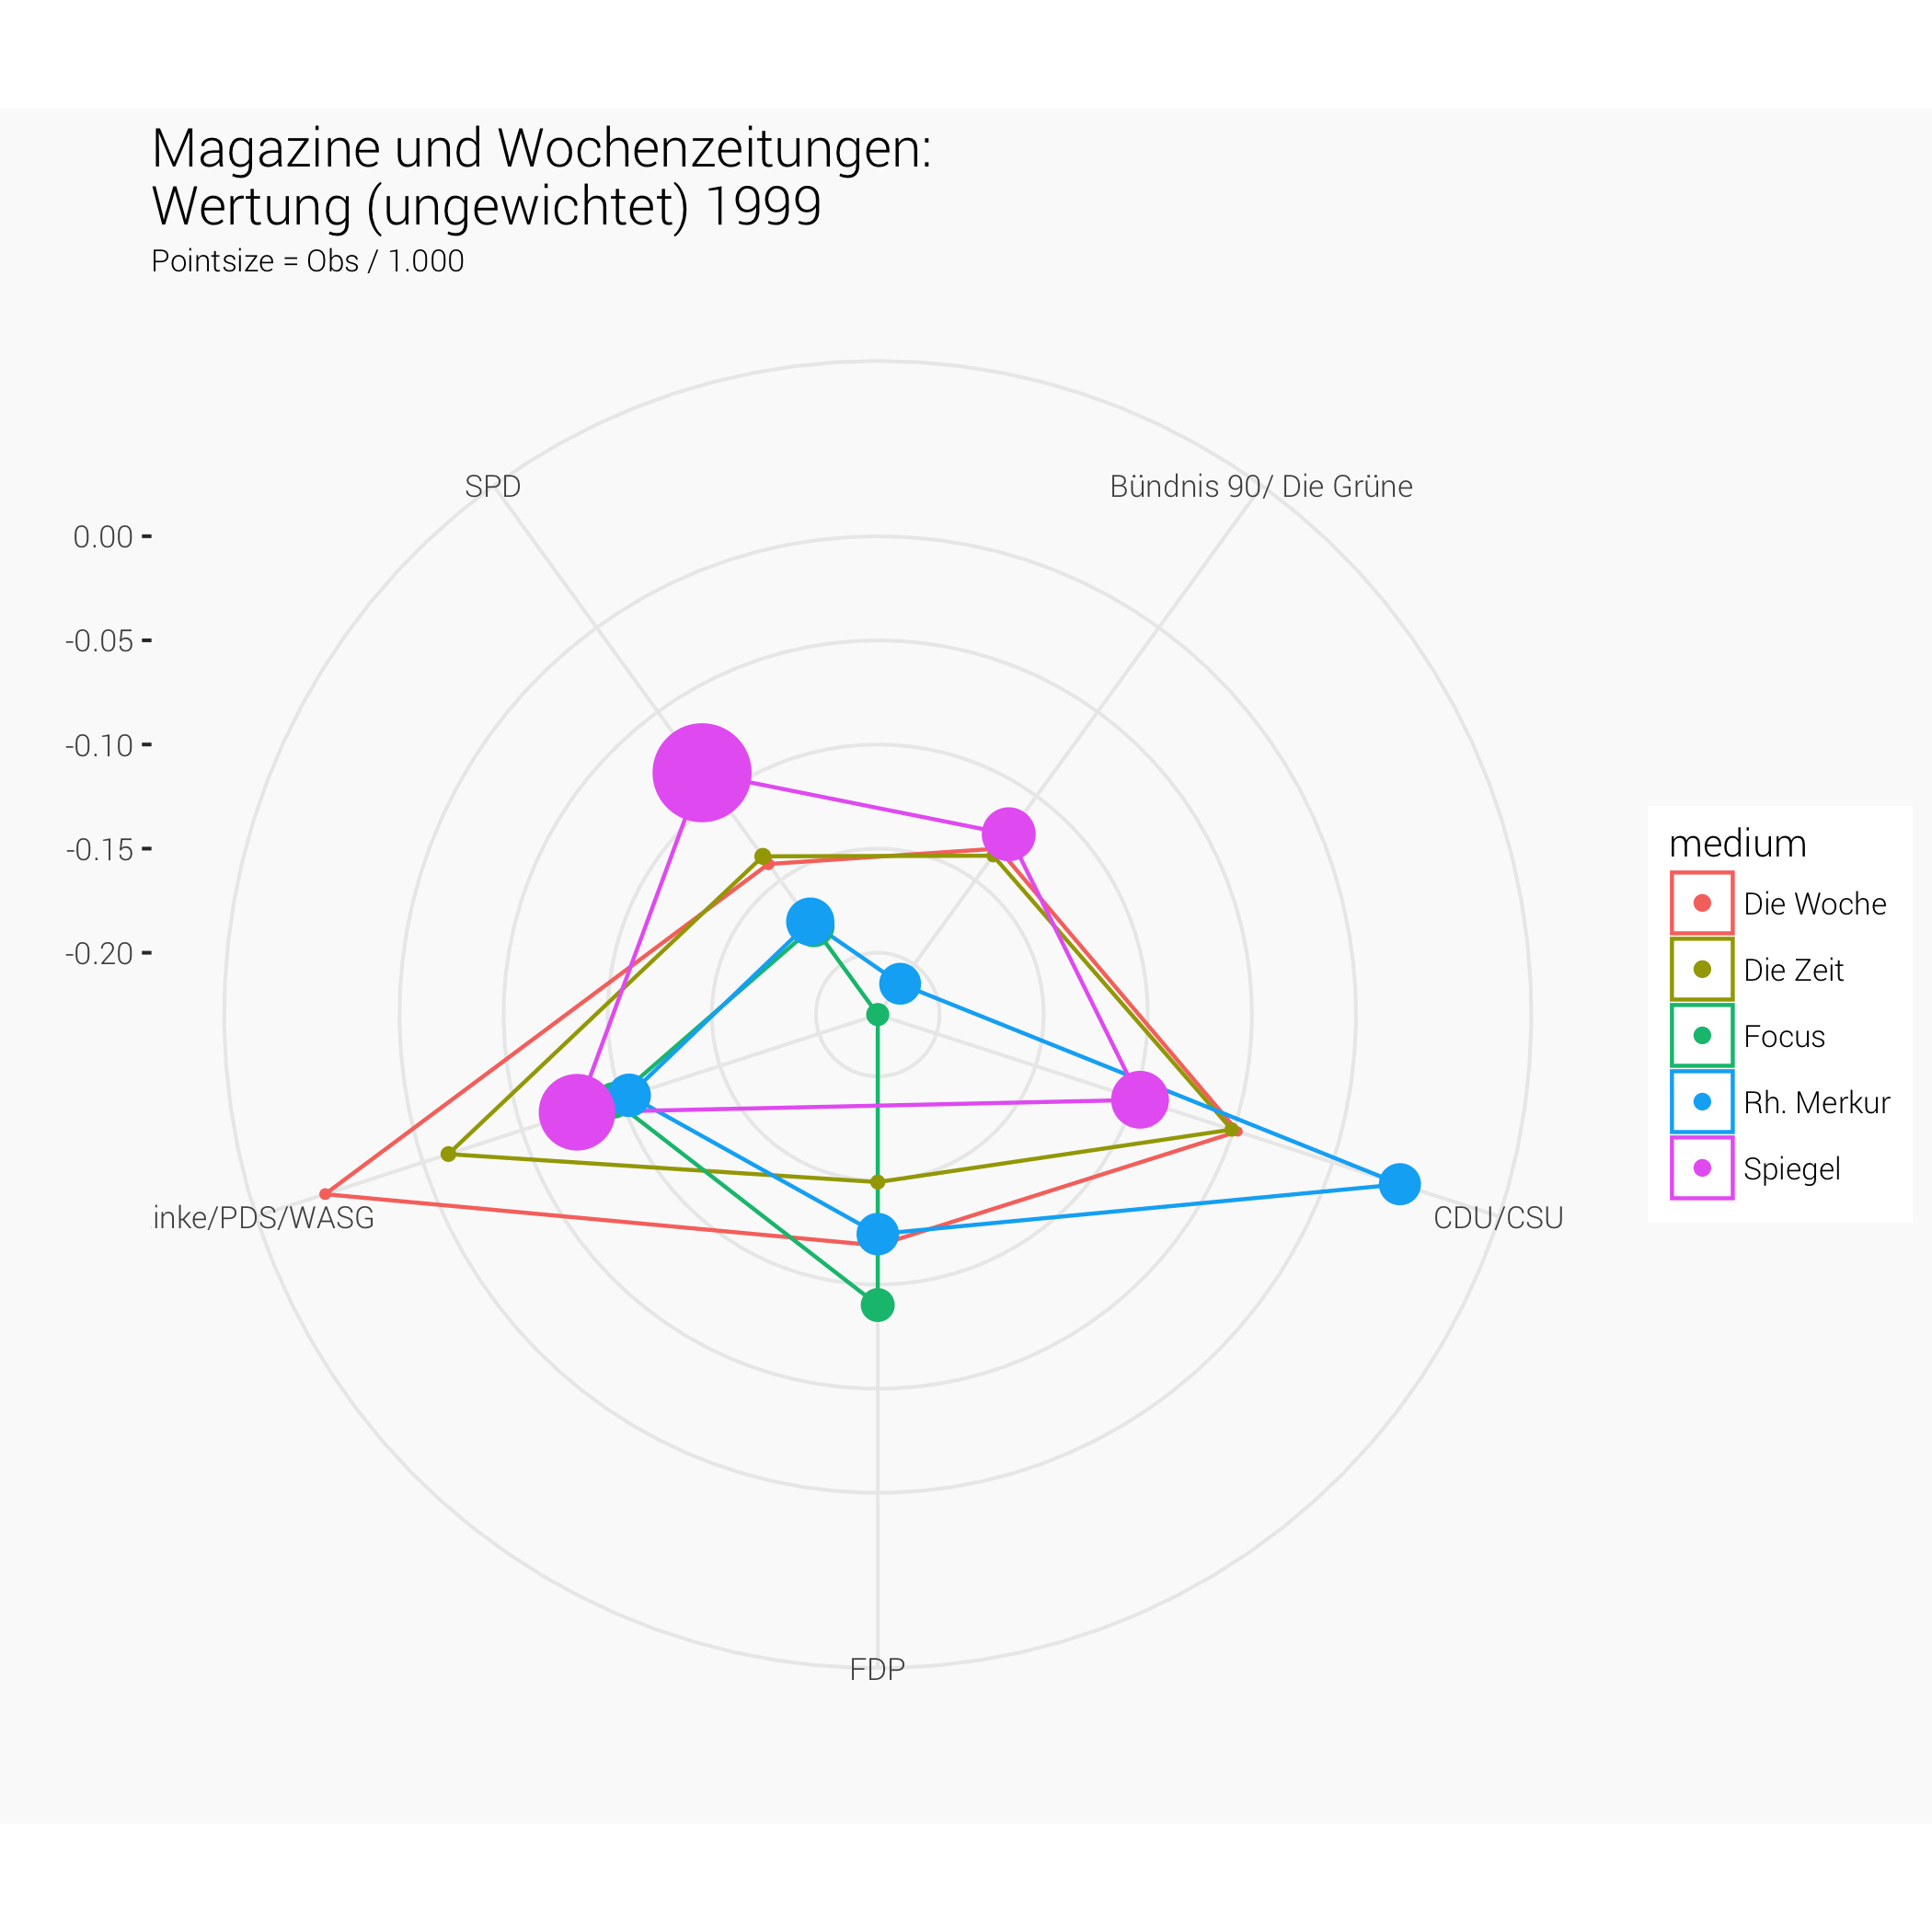 Magazine und Wochenzeitungen:
Wertung (ungewichtet) 1999
Pointsize = Obs / 1.000
SPD
Bündnis 90/ Die Grüne
0.00
-0.05
-0.10
-0.15
-0.20
inke/PDS/WASG
CDU/CSU
FDP
medium
Die Woche
Die Zeit
Focus
Rh. Merkur
Spiegel